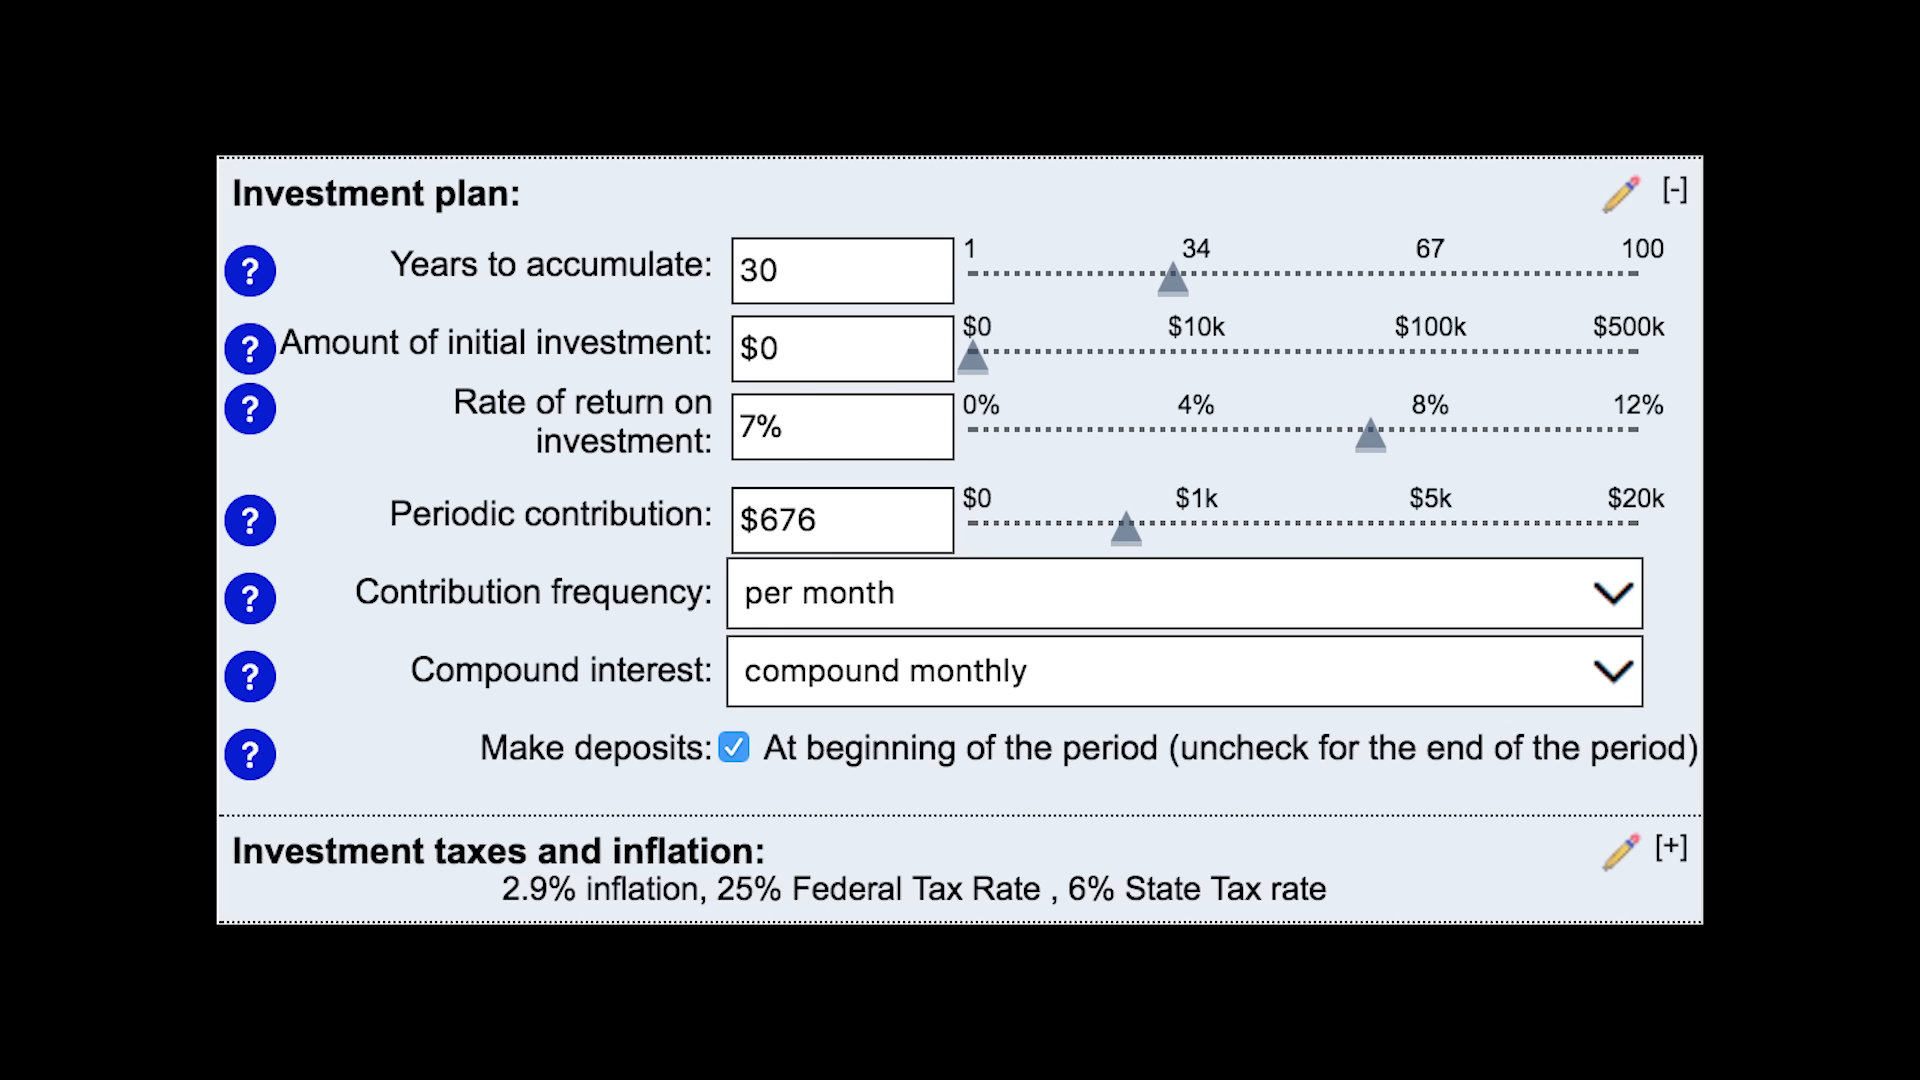 Investment plan: [-]
? Years to accumulate: 30 1 34 67 100
? Amount of initial investment: $0 $0 $10k $100k $500k
? Rate of return on
investment: 7% 0% 4% 8% 12%
? Periodic contribution: $676 $0 $1k $5k $20k
? Contribution frequency: per month
? Compound interest: compound monthly
? Make deposits: At beginning of the period (uncheck for the end of the period)
Investment taxes and inflation: [+]
2.9% inflation, 25% Federal Tax Rate , 6% State Tax rate